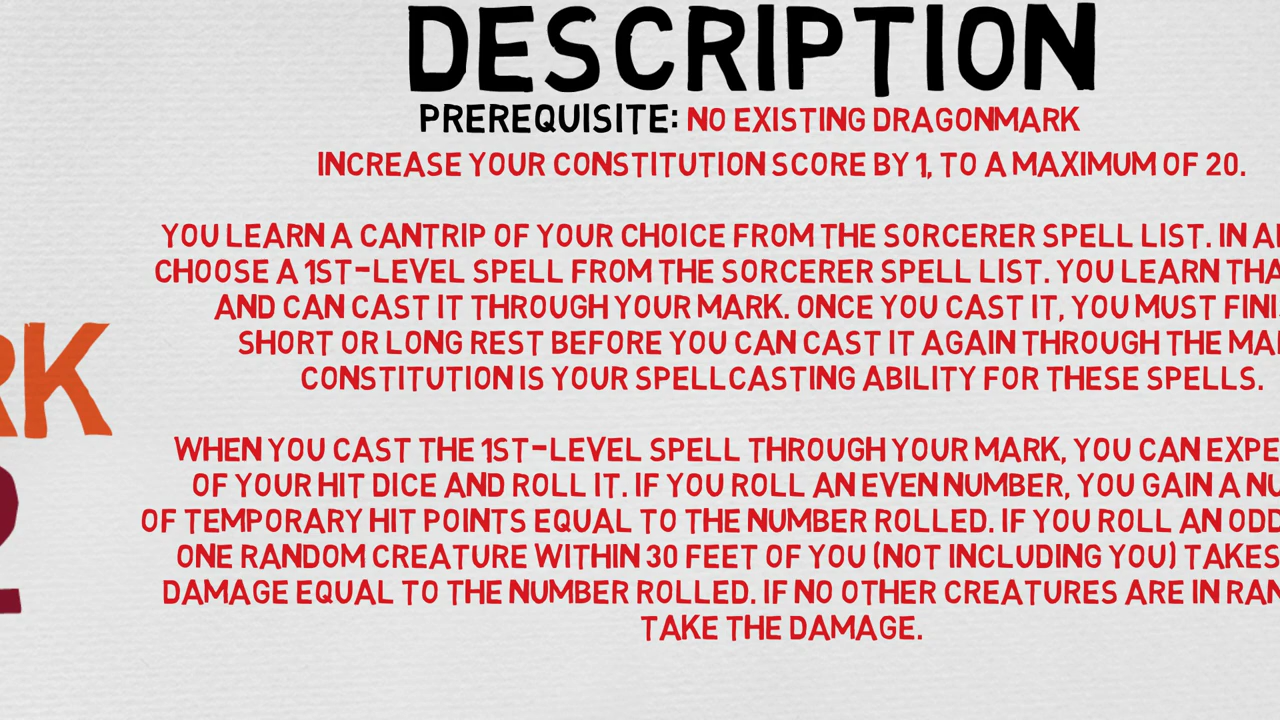 DESCRIPTION
PREREQUISITE: NO EXISTING DRAGONMARK
INCREASE YOUR CONSTITUTION SCORE BY 1, TO A MAXIMUM OF 20.
YOU LEARN A CANTRIP OF YOUR CHOICE FROM THE SORCERER SPELL LIST. IN
CHOOSE A 1ST-LEVEL SPELL FROM THE SORCERER SPELL LIST. YOU LEARN
AND CAN CAST IT THROUGH YOUR MARK. ONCE YOU CAST IT, YOU MUST
SHORT OR LONG REST BEFORE YOU CAN CAST IT AGAIN THROUGH THE
CONSTITUTION IS YOUR SPELLCASTING ABILITY FOR THESE SPELLS.
WHEN YOU CAST THE 1ST-LEVEL SPELL THROUGH YOUR MARK, YOU CAN
OF YOUR HIT DICE AND ROLL IT. IF YOU ROLL AN EVEN NUMBER, YOU GAIN A
OF TEMPORARY HIT POINTS EQUAL TO THE NUMBER ROLLED. IF YOU ROLL AN ODD
ONE RANDOM CREATURE WITHIN 30 FEET OF YOU (NOT INCLUDING YOU) TAKES
DAMAGE EQUAL TO THE NUMBER ROLLED. IF NO OTHER CREATURES ARE IN
TAKE THE DAMAGE.